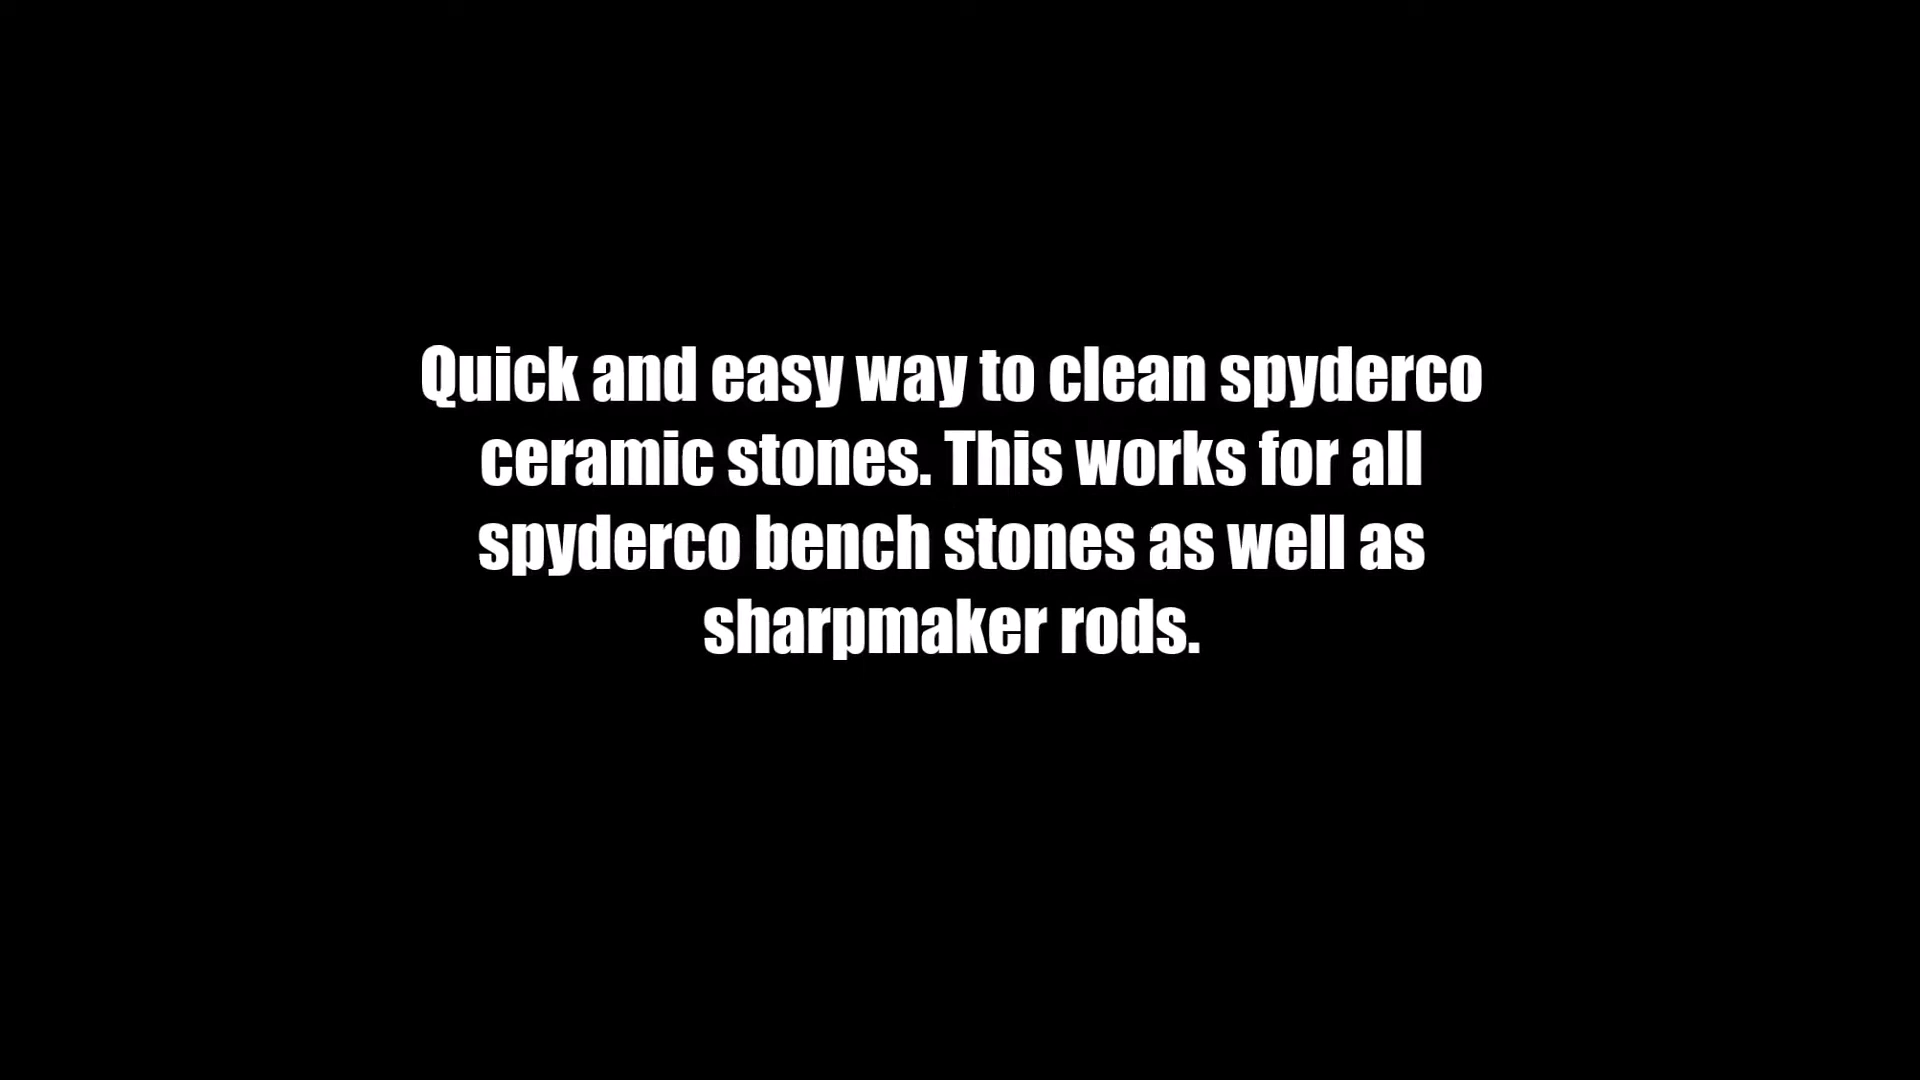 Quick and easy way to clean spyderco
ceramic stones. This works for all
spyderco bench stones as well as
sharpmaker rods.